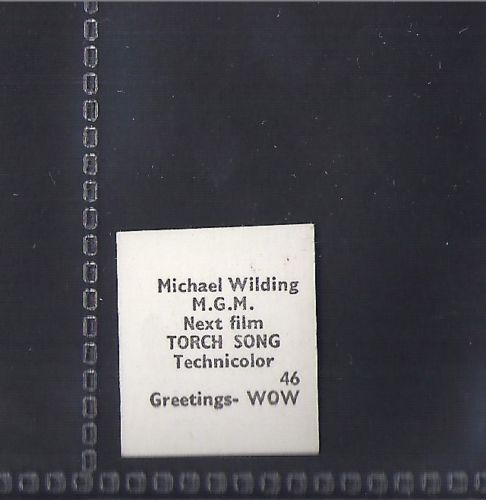 Michael Wilding
M.G.M.
Next film
TORCH SONG
Technicolor
46
Greetings- WOW